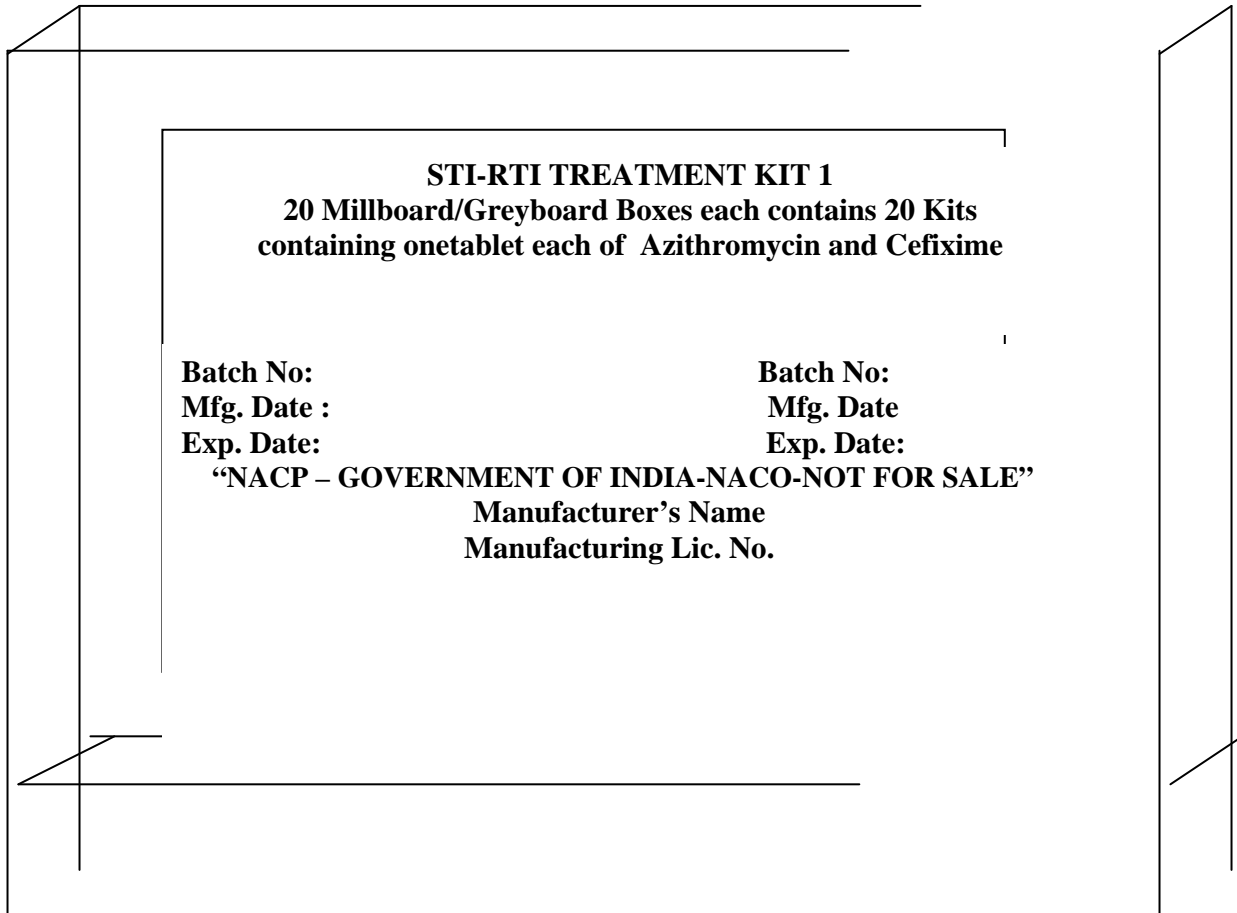 STI-RTI TREATMENT KIT 1
20 Millboard/Greyboard Boxes each contains 20 Kits
containing onetablet each of Azithromycin and Cefixime
Batch No: Batch No:
Mfg. Date : Mfg. Date
Exp. Date: Exp. Date:
“NACP – GOVERNMENT OF INDIA-NACO-NOT FOR SALE”
Manufacturer’s Name
Manufacturing Lic. No.